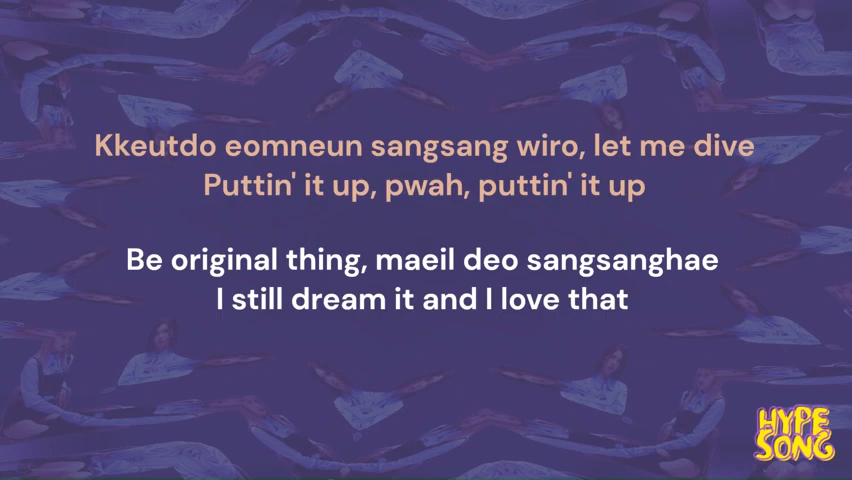 Kkeutdo eomneun sangsang wiro, let me dive
Puttin' it up, pwah, puttin' it up
Be original thing, maeil deo sangsanghae
I still dream it and I love that
HYPE
SONG